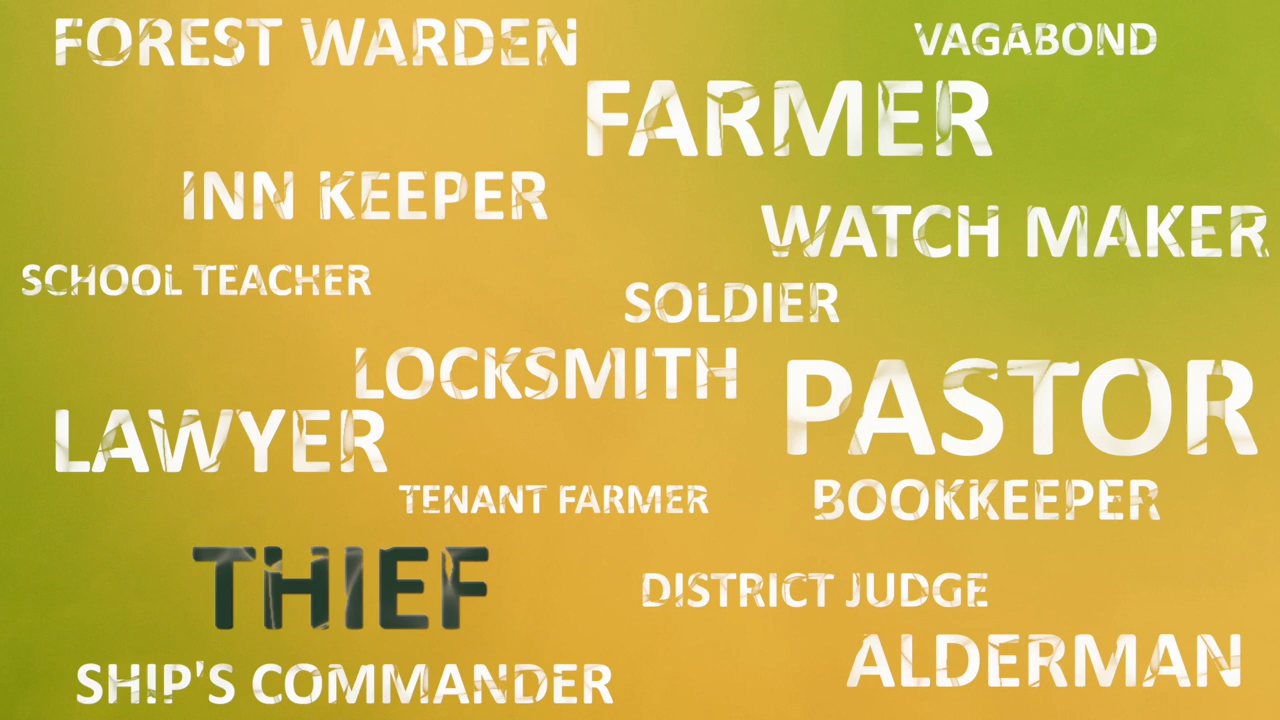 FOREST WARDEN
VAGABOND
FARMER
INN KEEPER
WATCH MAKER
SCHOOL TEACHER
SOLDIER
LOCKSMITH
PASTOR
LAWYER
TENANT FARMER
BOOKKEEPER
THIEF
DISTRICT JUDGE
ALDERMAN
SHIP'S COMMANDER